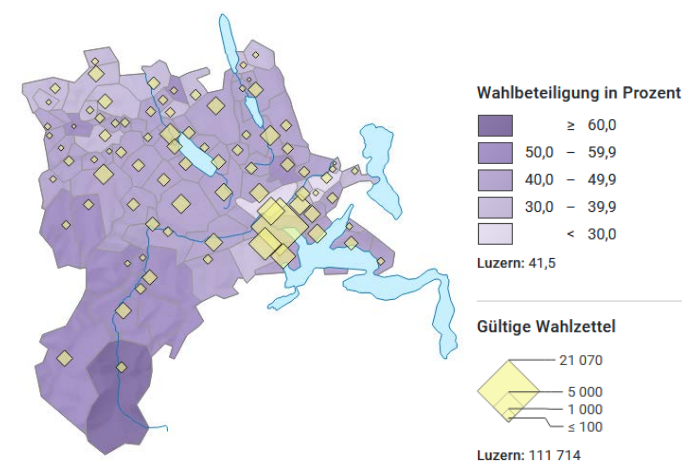 Wahlbeteiligung in Prozent
≥ 60,0
50,0 – 59,9
40,0 – 49,9
30,0 – 39,9
< 30,0
Luzern: 41,5
Gültige Wahlzettel
21 070
5 000
1 000
≤ 100
Luzern: 111 714